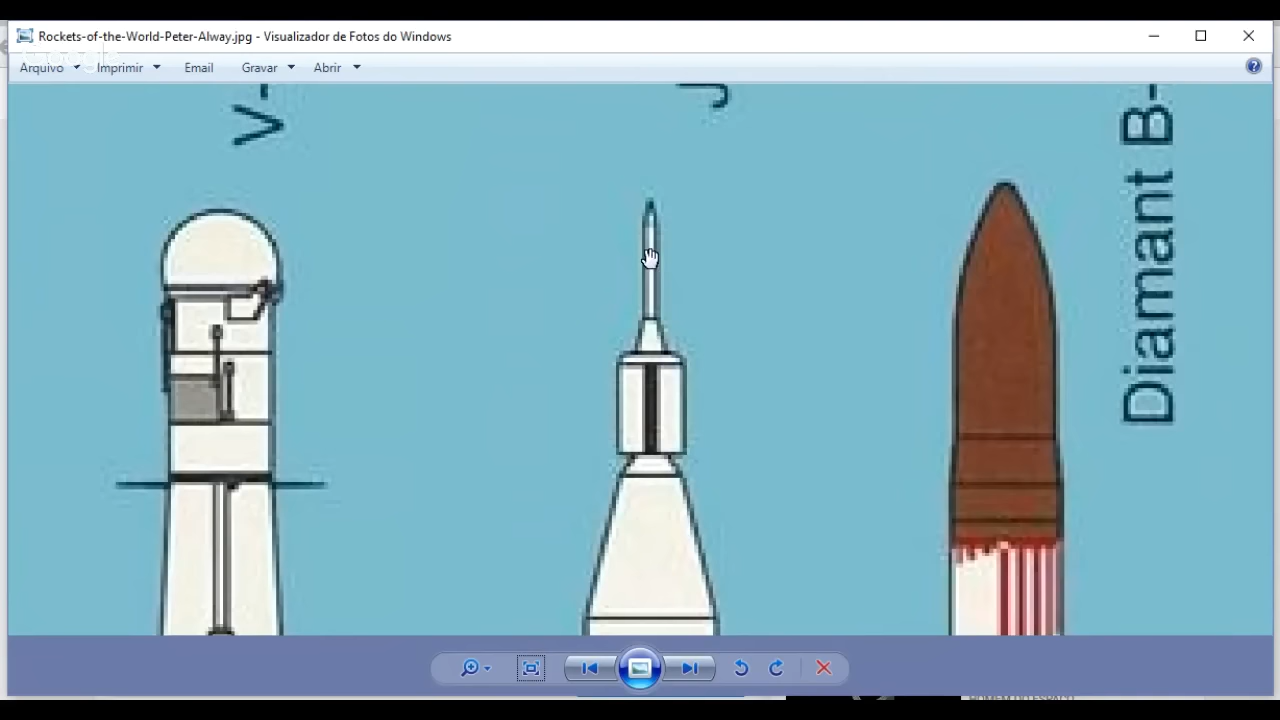 Rockets-of-the-World-Peter-Alway.jpg - Visualizador de Fotos do Windows
Arquivo Imprimir Email Gravar Abrir
V-
J
Diamant B-